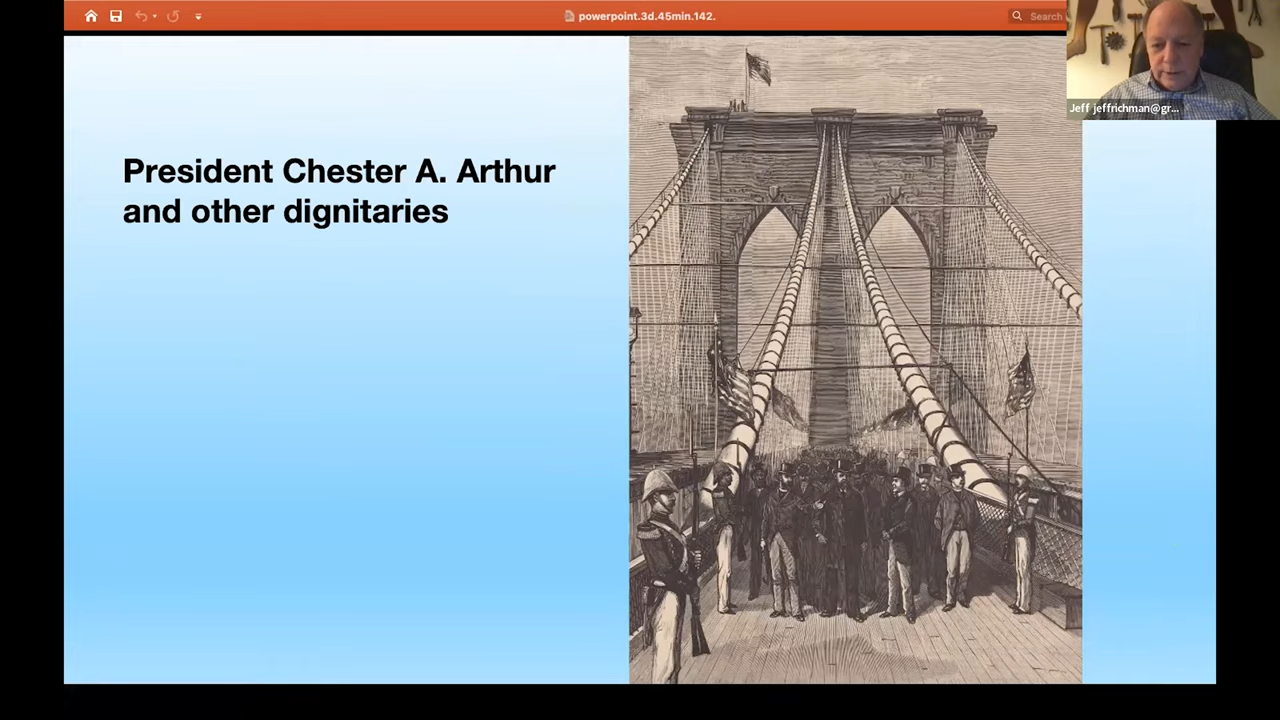 powerpoint.3d.45min.142.
Search
Jeff jeffrichman@gr...
President Chester A. Arthur
and other dignitaries